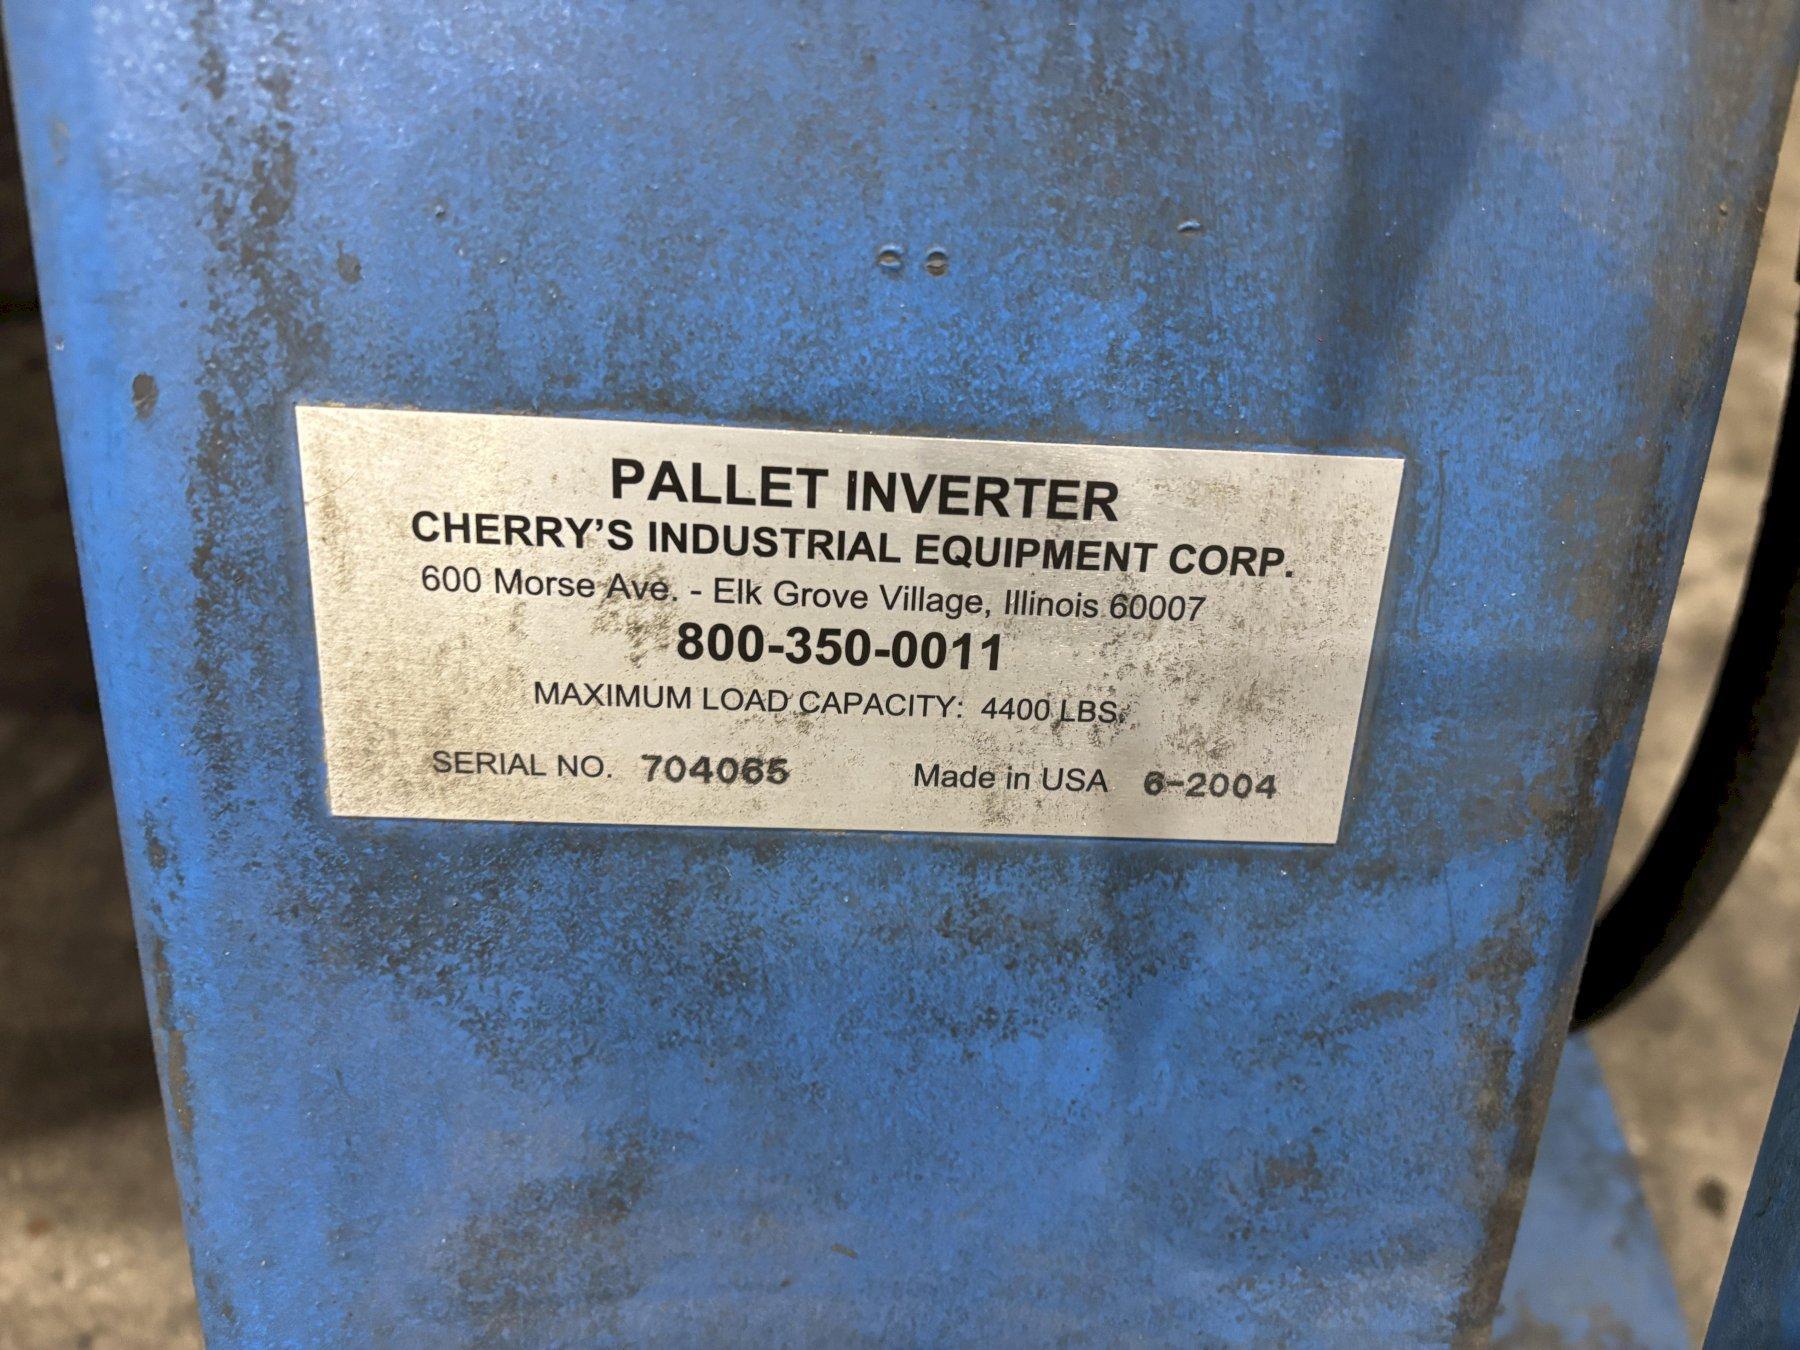 PALLET INVERTER
CHERRY'S INDUSTRIAL EQUIPMENT CORP.
600 Morse Ave. - Elk Grove Village, Illinois 60007
800-350-0011
MAXIMUM LOAD CAPACITY: 4400 LBS.
SERIAL NO. 704065 Made in USA 6-2004